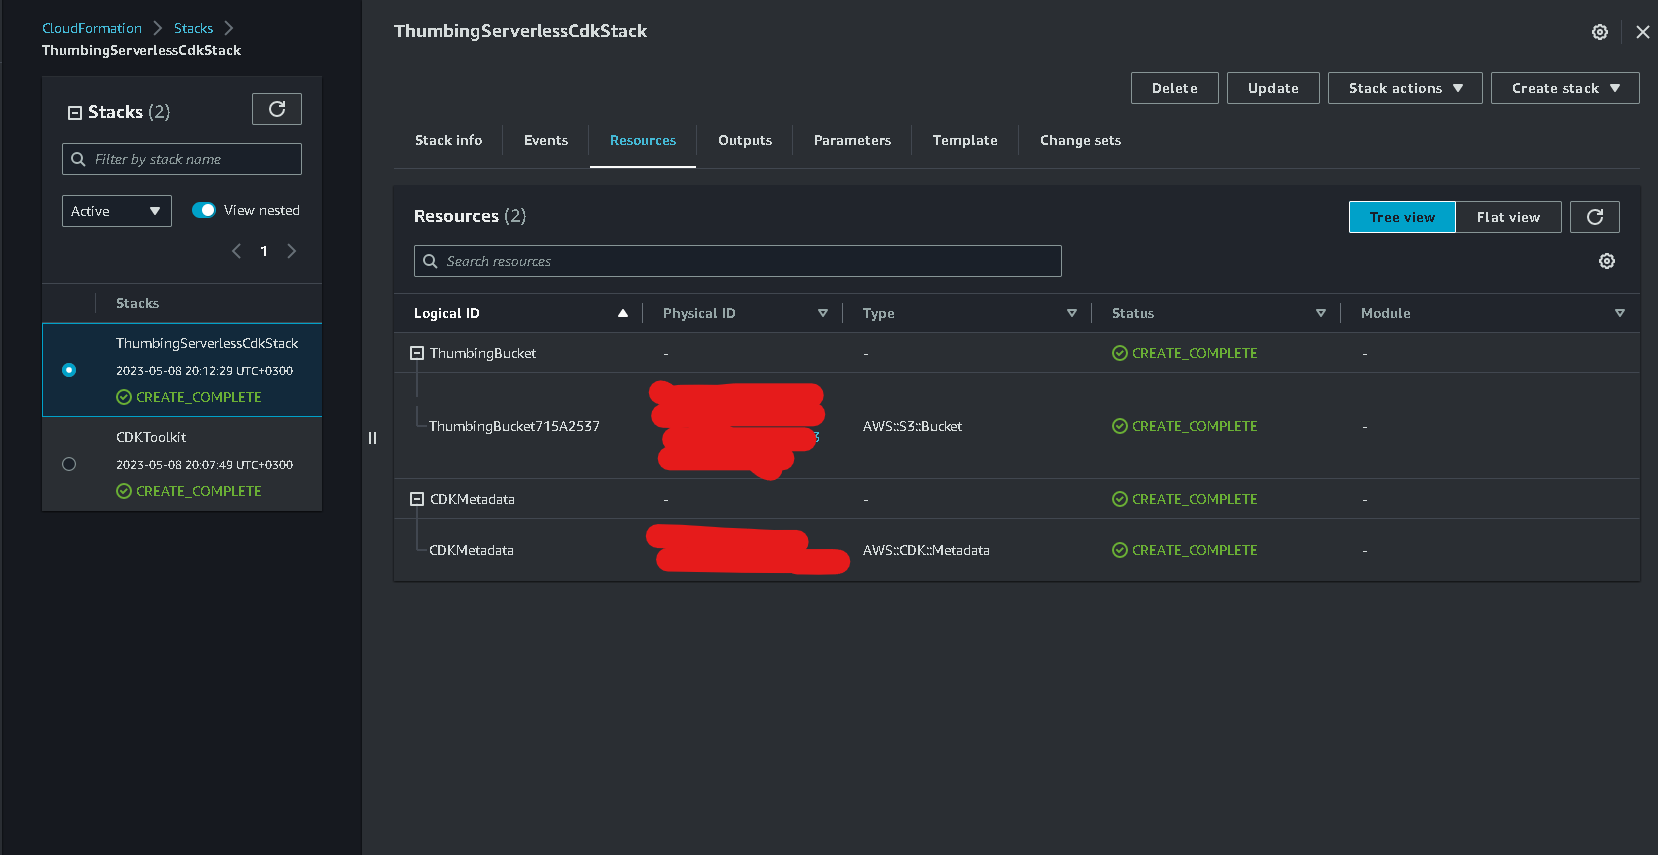 CloudFormation > Stacks >
ThumbingServerlessCdkStack
Stacks (2)
Filter by stack name
Active
View nested
1
Stacks
ThumbingServerlessCdkStack
2023-05-08 20:12:29 UTC+0300
CREATE_COMPLETE
CDKToolkit
2023-05-08 20:07:49 UTC+0300
CREATE_COMPLETE
ThumbingServerlessCdkStack
Delete Update Stack actions Create stack
Stack info Events Resources Outputs Parameters Template Change sets
Resources (2)
Tree view Flat view
Search resources
Logical ID Physical ID Type Status Module
ThumbingBucket - - CREATE_COMPLETE -
ThumbingBucket715A2537 AWS::S3::Bucket CREATE_COMPLETE -
CDKMetadata - - CREATE_COMPLETE -
CDKMetadata AWS::CDK::Metadata CREATE_COMPLETE -